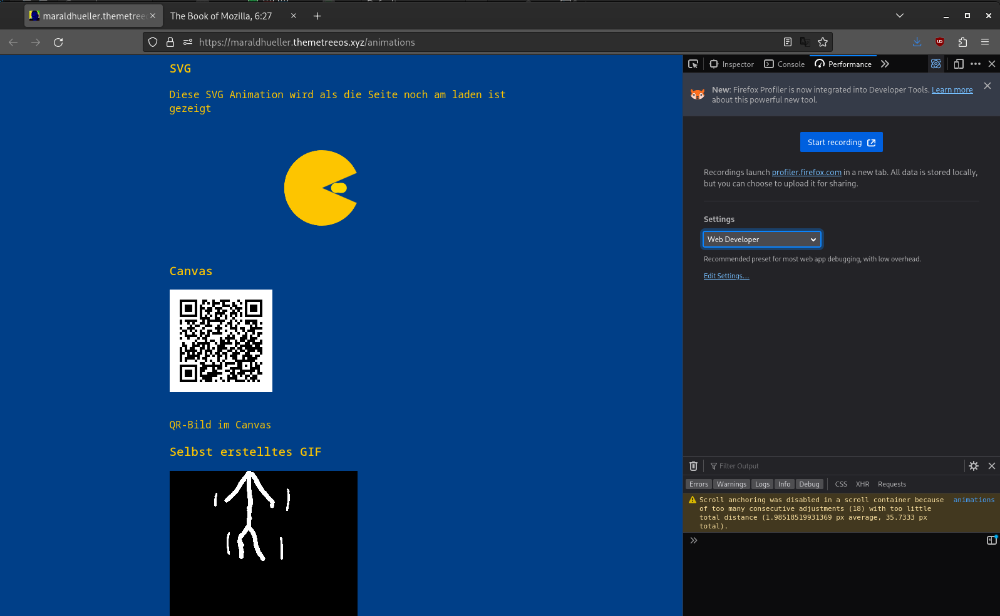 maraldhueller.themetreeo
The Book of Mozilla, 6:27
https://maraldhueller.themetreeos.xyz/animations
SVG
Diese SVG Animation wird als die Seite noch am laden ist
gezeigt
Canvas
QR-Bild im Canvas
Selbst erstelltes GIF
Inspector
Console
Performance
New: Firefox Profiler is now integrated into Developer Tools. Learn more
about this powerful new tool.
Start recording
Recordings launch profiler.firefox.com in a new tab. All data is stored locally,
but you can choose to upload it for sharing.
Settings
Web Developer
Recommended preset for most web app debugging, with low overhead.
Edit Settings…
Filter Output
Errors Warnings Logs Info Debug CSS XHR Requests
Scroll anchoring was disabled in a scroll container because animations
of too many consecutive adjustments (18) with too little
total distance (1.98518519931369 px average, 35.7333 px
total).